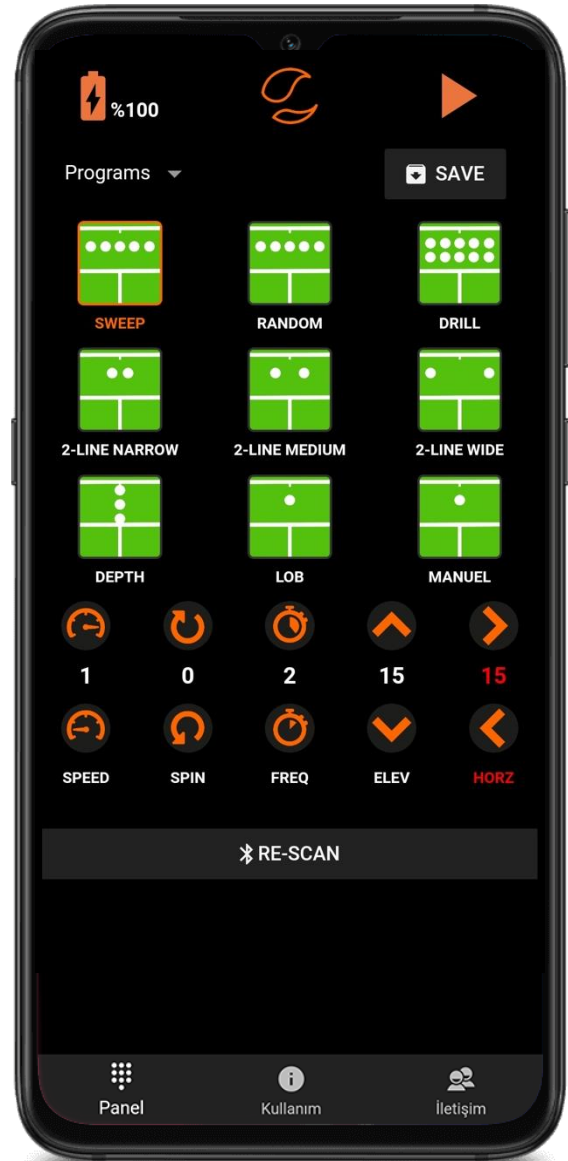 %100
Programs
SAVE
SWEEP
RANDOM
DRILL
2-LINE NARROW
2-LINE MEDIUM
2-LINE WIDE
DEPTH
LOB
MANUEL
1
0
2
15
15
SPEED
SPIN
FREQ
ELEV
HORZ
RE-SCAN
Panel
Kullanım
İletişim